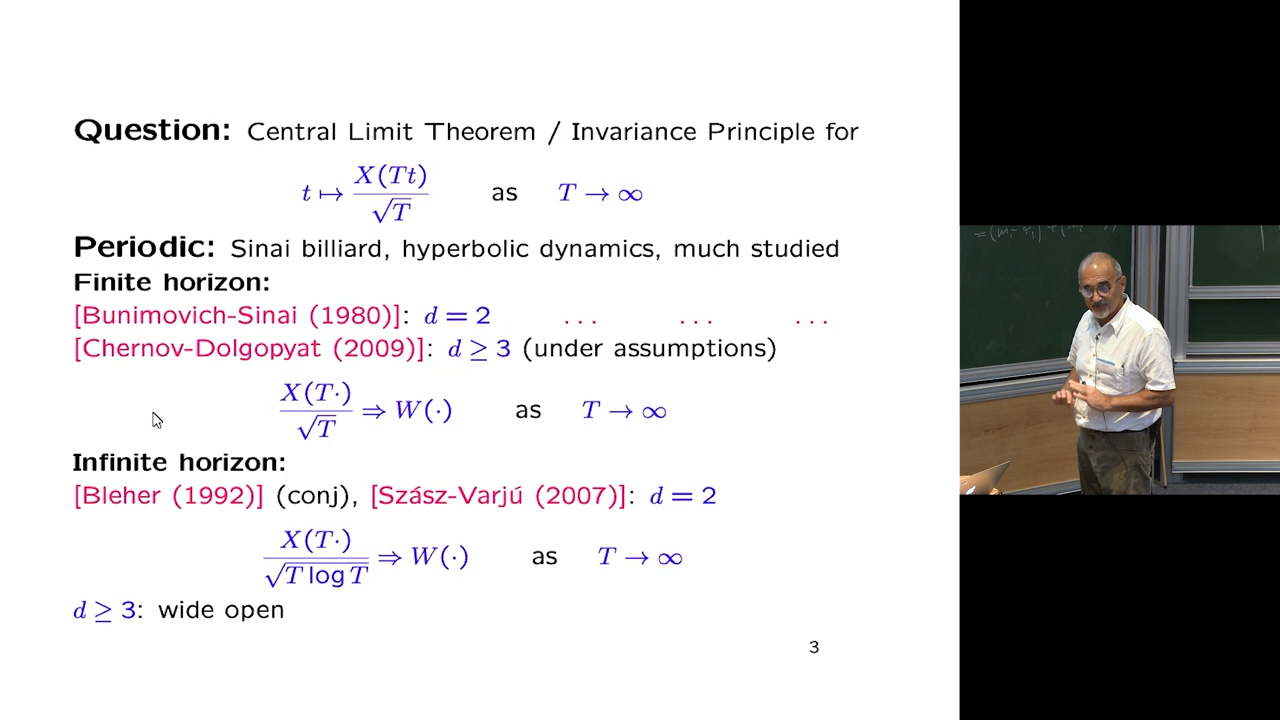 Question: Central Limit Theorem / Invariance Principle for
t ↦ X(Tt)/√T as T → ∞
Periodic: Sinai billiard, hyperbolic dynamics, much studied
Finite horizon:
[Bunimovich-Sinai (1980)]: d = 2 ... ... ...
[Chernov-Dolgopyat (2009)]: d ≥ 3 (under assumptions)
X(T·)/√T ⇒ W(·) as T → ∞
Infinite horizon:
[Bleher (1992)] (conj), [Szász-Varjú (2007)]: d = 2
X(T·)/√(T log T) ⇒ W(·) as T → ∞
d ≥ 3: wide open
3